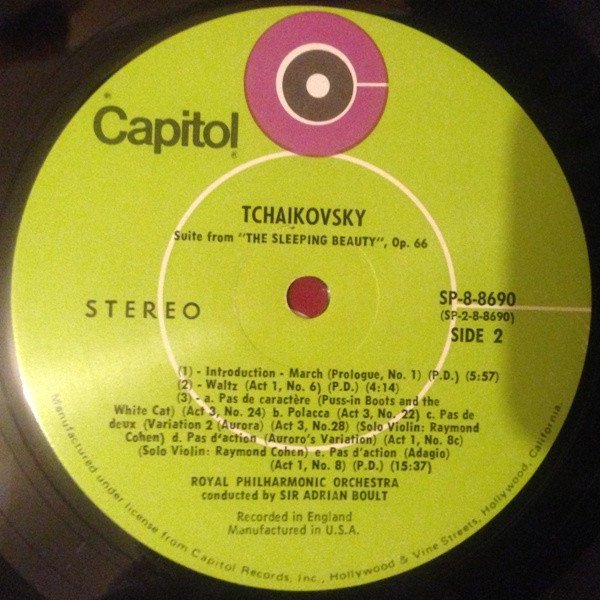 Capitol
®
TCHAIKOVSKY
Suite from "THE SLEEPING BEAUTY", Op. 66
STEREO
SP-8-8690
(SP-2-8-8690)
SIDE 2
(1) - Introduction - March (Prologue, No. 1) (P.D.) (5:57)
(2) - Waltz (Act 1, No. 6) (P.D.) (4:14)
(3) - a. Pas de caractère (Puss-in Boots and the
White Cat) (Act 3, No. 24) b. Polacca (Act 3, No. 22) c. Pas de
deux (Variation 2 (Aurora) (Act 3, No.28) (Solo Violin: Raymond
Cohen) d. Pas d'action (Auroro's Variation) (Act 1, No. 8c)
(Solo Violin: Raymond Cohen) e. Pas d'action (Adagio)
(Act 1, No. 8) (P.D.) (15:37)
ROYAL PHILHARMONIC ORCHESTRA
conducted by SIR ADRIAN BOULT
Recorded in England
Manufactured in U.S.A.
Manufactured under license from Capitol Records, Inc., Hollywood & Vine Streets, Hollywood, California.